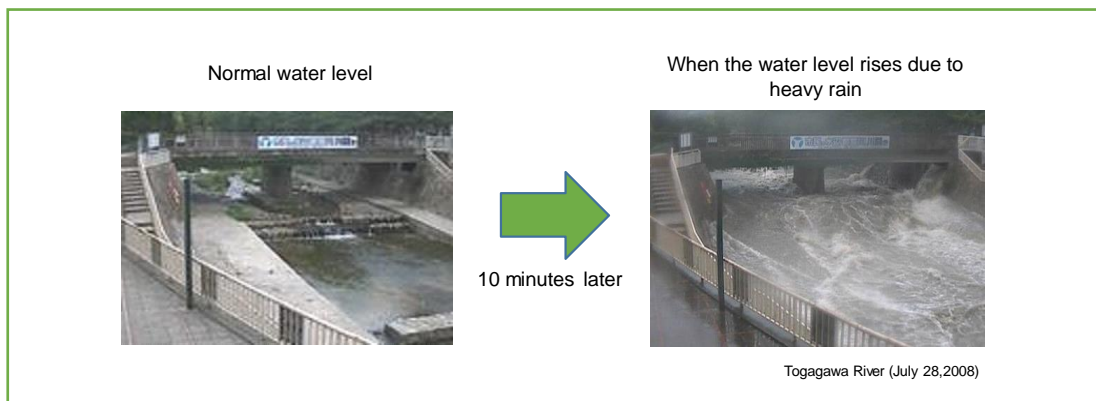 Normal water level
When the water level rises due to
heavy rain
10 minutes later
Togagawa River (July 28,2008)